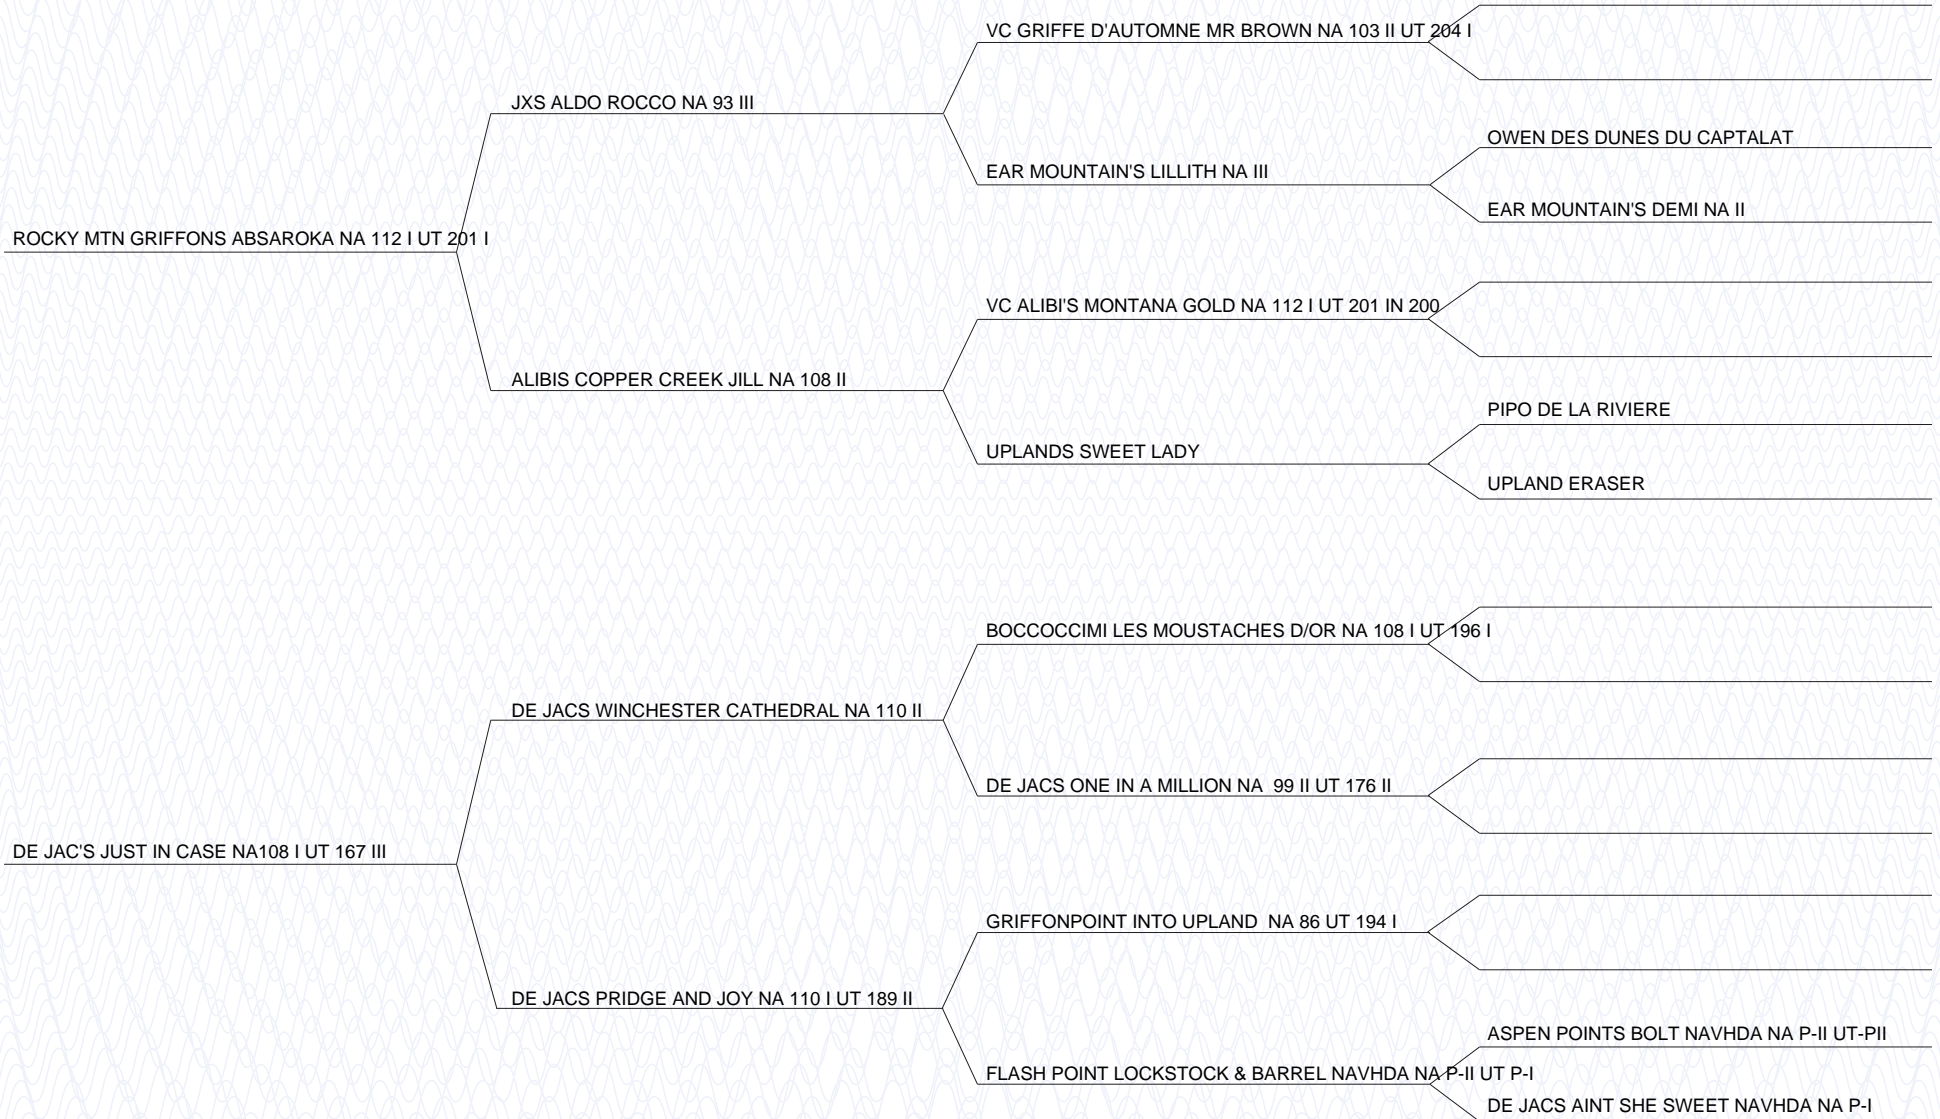 VC GRIFFE D'AUTOMNE MR BROWN NA 103 II UT 204 I
JXS ALDO ROCCO NA 93 III
OWEN DES DUNES DU CAPTALAT
EAR MOUNTAIN'S LILLITH NA III
EAR MOUNTAIN'S DEMI NA II
ROCKY MTN GRIFFONS ABSAROKA NA 112 I UT 201 I
VC ALIBI'S MONTANA GOLD NA 112 I UT 201 IN 200
ALIBIS COPPER CREEK JILL NA 108 II
PIPO DE LA RIVIERE
UPLANDS SWEET LADY
UPLAND ERASER
BOCCOCCIMI LES MOUSTACHES D/OR NA 108 I UT 196 I
DE JACS WINCHESTER CATHEDRAL NA 110 II
DE JACS ONE IN A MILLION NA  99 II UT 176 II
DE JAC'S JUST IN CASE NA108 I UT 167 III
GRIFFONPOINT INTO UPLAND  NA 86 UT 194 I
DE JACS PRIDGE AND JOY NA 110 I UT 189 II
ASPEN POINTS BOLT NAVHDA NA P-II UT-PII
FLASH POINT LOCKSTOCK & BARREL NAVHDA NA P-II UT P-I
DE JACS AINT SHE SWEET NAVHDA NA P-I